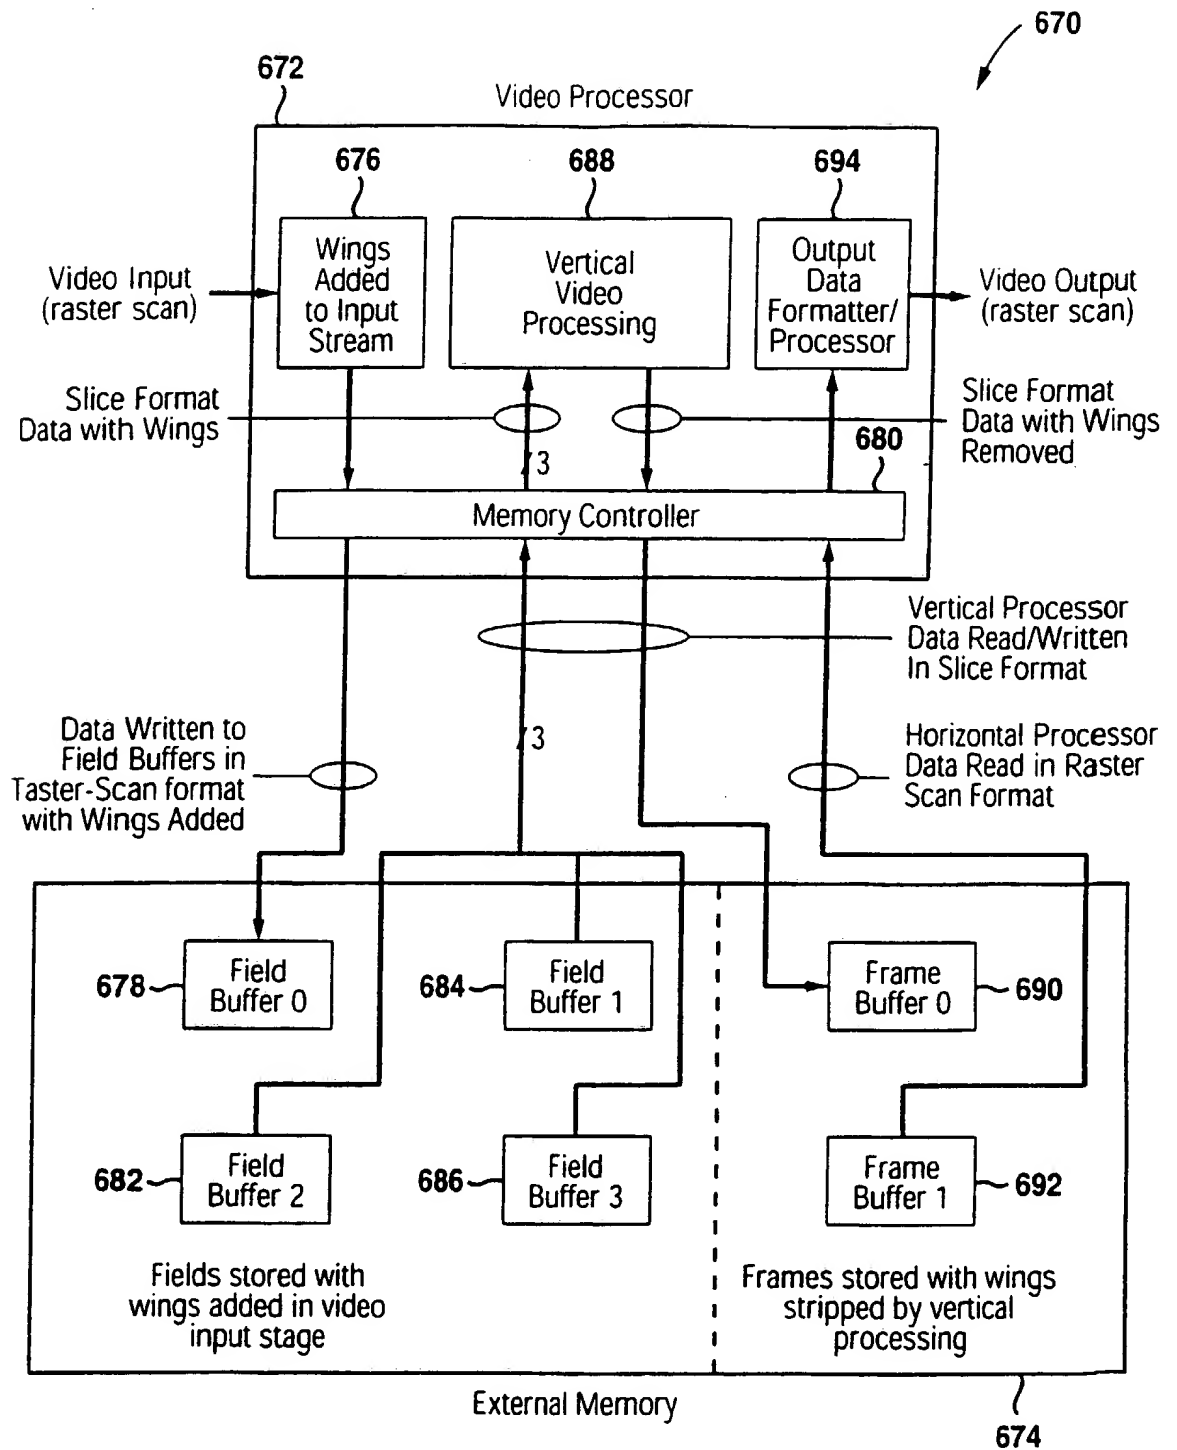 670
672
Video Processor
676
688
694
Wings
Added
to Input
Stream
Vertical
Video
Processing
Output
Data
Formatter/
Processor
Video Input
(raster scan)
Video Output
(raster scan)
Slice Format
Data with Wings
Slice Format
Data with Wings
Removed
3
680
Memory Controller
Vertical Processor
Data Read/Written
In Slice Format
Data Written to
Field Buffers in
Taster-Scan format
with Wings Added
3
Horizontal Processor
Data Read in Raster
Scan Format
678
Field
Buffer 0
684
Field
Buffer 1
Frame
Buffer 0
690
682
Field
Buffer 2
686
Field
Buffer 3
Frame
Buffer 1
692
Fields stored with
wings added in video
input stage
Frames stored with wings
stripped by vertical
processing
External Memory
674